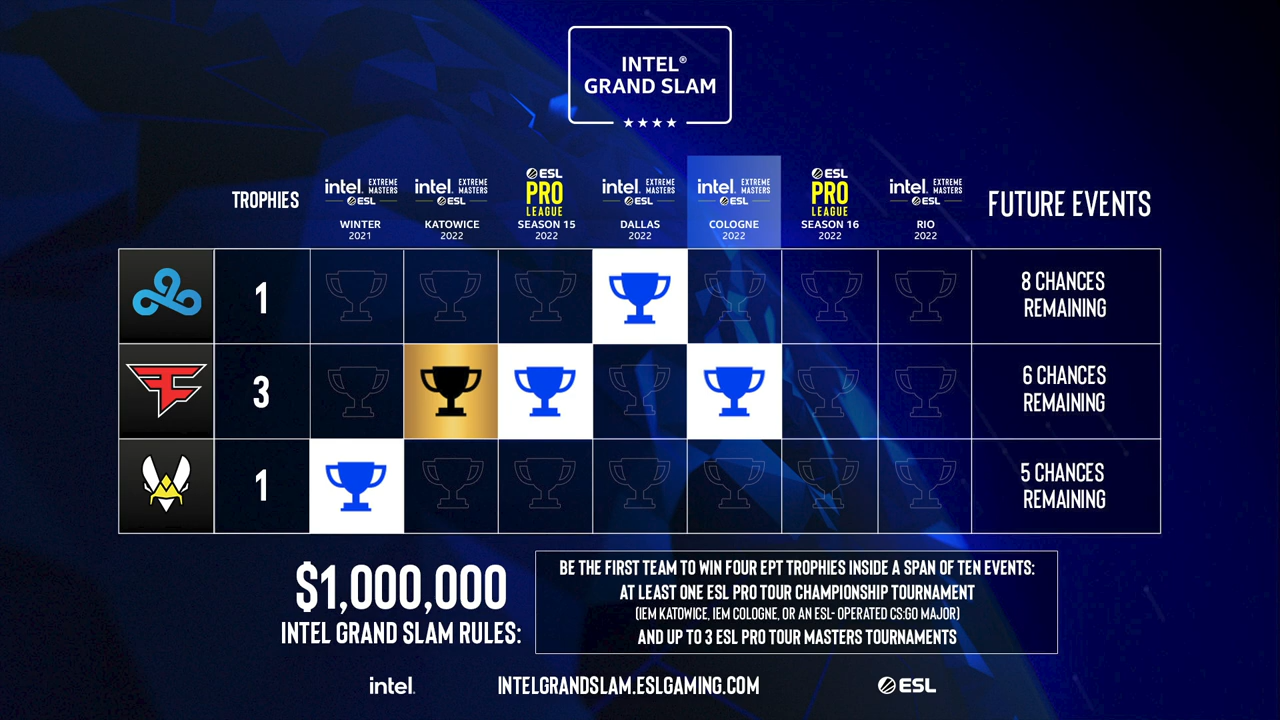 INTEL®
GRAND SLAM
TROPHIES
intel. EXTREME MASTERS
ESL
WINTER
2021
intel. EXTREME MASTERS
ESL
KATOWICE
2022
ESL
PRO
LEAGUE
SEASON 15
2022
intel. EXTREME MASTERS
ESL
DALLAS
2022
intel. EXTREME MASTERS
ESL
COLOGNE
2022
ESL
PRO
LEAGUE
SEASON 16
2022
intel. EXTREME MASTERS
ESL
RIO
2022
FUTURE EVENTS
1
8 CHANCES
REMAINING
3
6 CHANCES
REMAINING
1
5 CHANCES
REMAINING
$1,000,000
INTEL GRAND SLAM RULES:
BE THE FIRST TEAM TO WIN FOUR EPT TROPHIES INSIDE A SPAN OF TEN EVENTS:
AT LEAST ONE ESL PRO TOUR CHAMPIONSHIP TOURNAMENT
(IEM KATOWICE, IEM COLOGNE, OR AN ESL- OPERATED CS:GO MAJOR)
AND UP TO 3 ESL PRO TOUR MASTERS TOURNAMENTS
intel.
INTELGRANDSLAM.ESLGAMING.COM
ESL